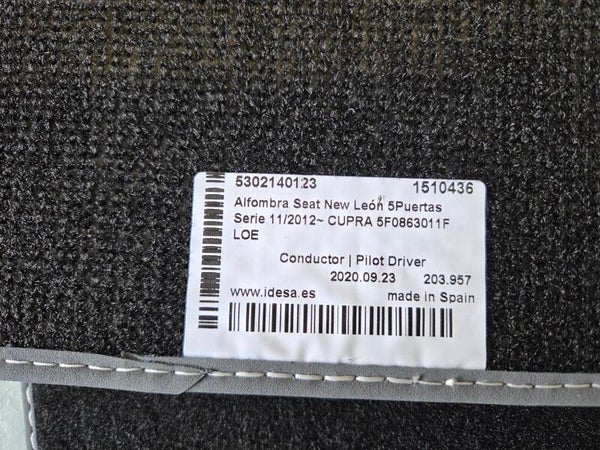 5302140123 1510436
Alfombra Seat New León 5Puertas
Serie 11/2012~ CUPRA 5F0863011F
LOE
Conductor | Pilot Driver
2020.09.23 203.957
www.idesa.es made in Spain